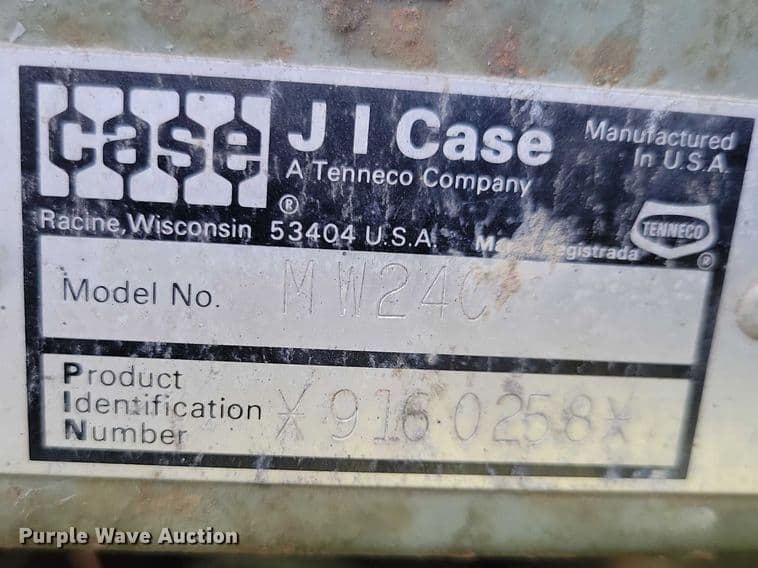 case
J I Case
A Tenneco Company
Manufactured
In U.S.A.
®
Racine, Wisconsin 53404 U.S.A.
TENNECO
®
Model No. MW24C
Product
Identification
Number
*9160258*
Purple Wave Auction®